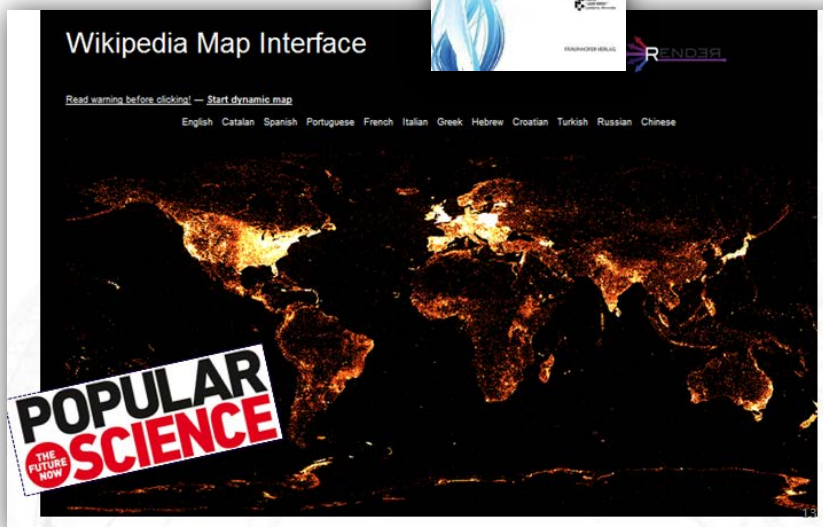 FRAUNHOFER VERLAG
Wikipedia Map Interface
RENDER
Read warning before clicking! — Start dynamic map
English Catalan Spanish Portuguese French Italian Greek Hebrew Croatian Turkish Russian Chinese
POPULAR
THE FUTURE NOW
SCIENCE
13